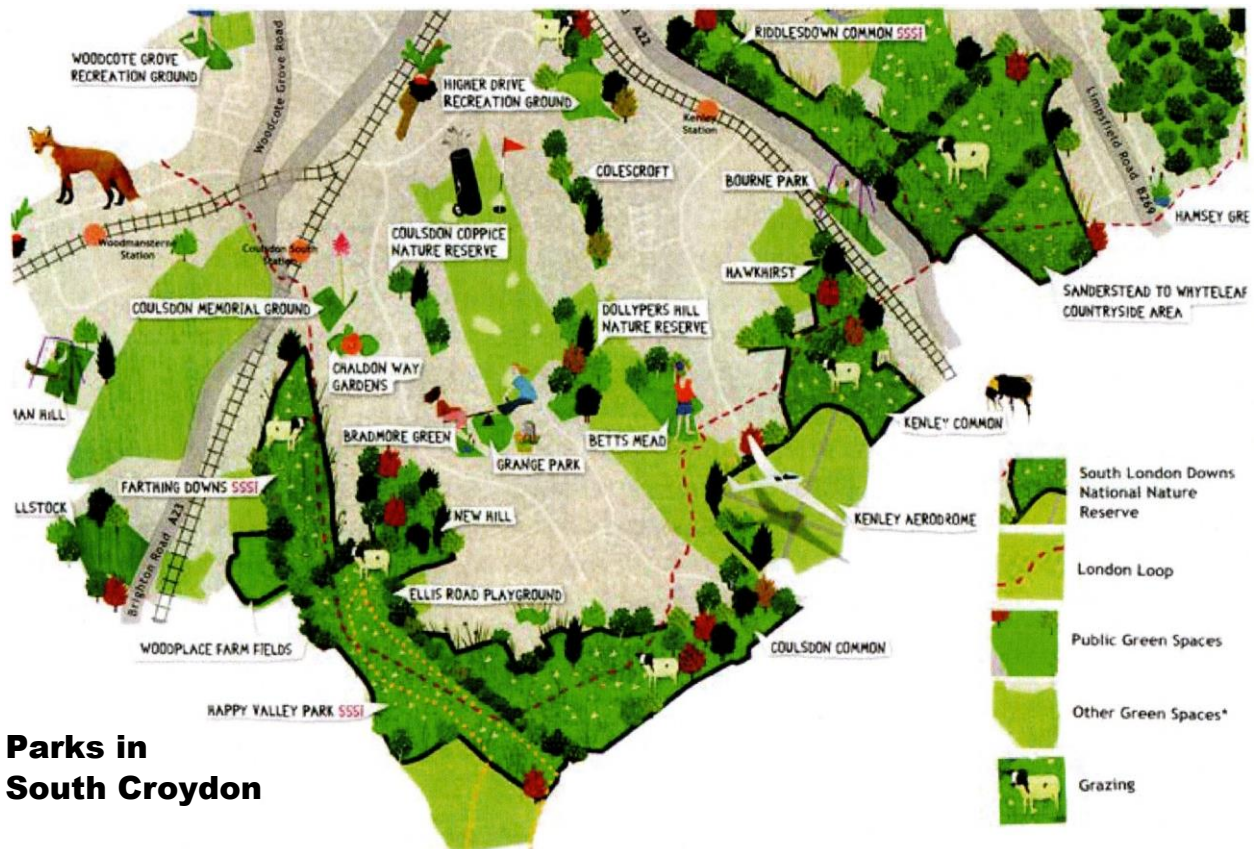 WOODCOTE GROVE
RECREATION GROUND
Woodcote Grove Road
HIGHER DRIVE
RECREATION GROUND
A22
RIDDLESDOWN COMMON SSSI
Kenley
Station
Limpsfield Road B269
COLESCROFT
BOURNE PARK
HAMSEY GRE
Woodmansterne
Station
Coulsdon South
Station
COULSDON COPPICE
NATURE RESERVE
HAWKHIRST
SANDERSTEAD TO WHYTELEAF
COUNTRYSIDE AREA
COULSDON MEMORIAL GROUND
DOLLYPERS HILL
NATURE RESERVE
CHALDON WAY
GARDENS
MAN HILL
BRADMORE GREEN
GRANGE PARK
BETTS MEAD
KENLEY COMMON
FARTHING DOWNS SSSI
LLSTOCK
Brighton Road A23
NEW HILL
KENLEY AERODROME
ELLIS ROAD PLAYGROUND
WOODPLACE FARM FIELDS
COULSDON COMMON
HAPPY VALLEY PARK SSSI
South London Downs
National Nature
Reserve
London Loop
Public Green Spaces
Other Green Spaces*
Grazing
Parks in
South Croydon